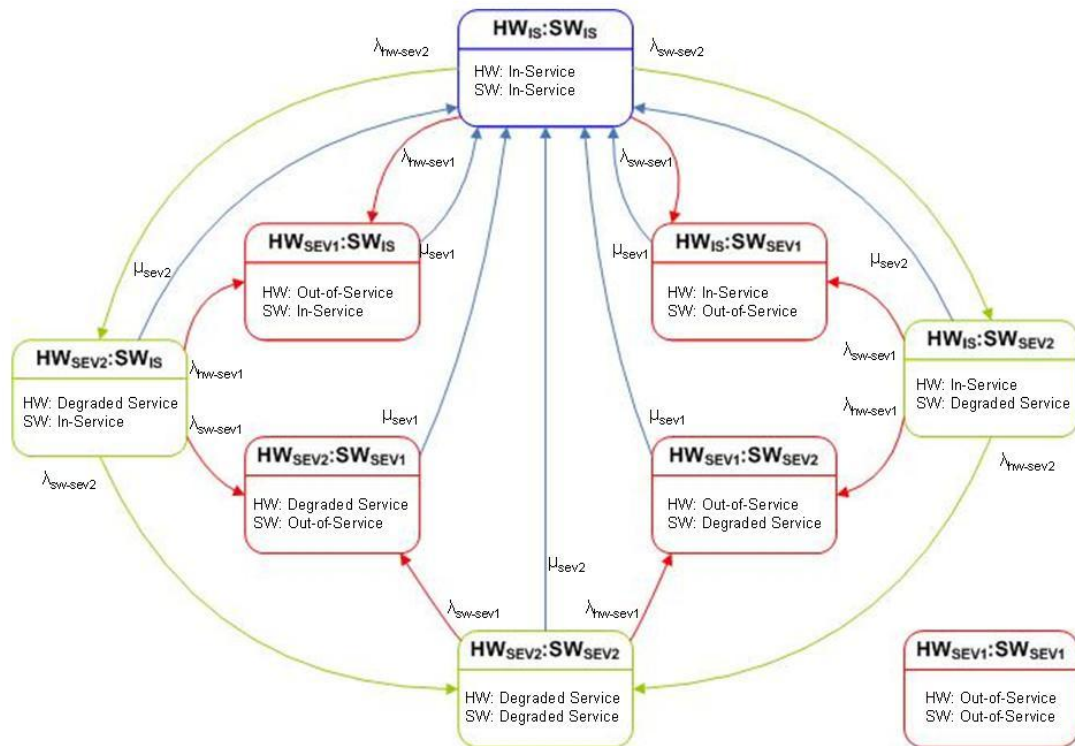 HW_IS:SW_IS
HW: In-Service
SW: In-Service
λhw-sev2
λsw-sev2
λhw-sev1
λsw-sev1
HW_SEV1:SW_IS
HW: Out-of-Service
SW: In-Service
μsev1
μsev1
HW_IS:SW_SEV1
HW: In-Service
SW: Out-of-Service
μsev2
μsev2
HW_SEV2:SW_IS
HW: Degraded Service
SW: In-Service
λhw-sev1
λsw-sev1
λsw-sev1
λhw-sev1
HW_IS:SW_SEV2
HW: In-Service
SW: Degraded Service
μsev1
μsev1
λsw-sev2
λhw-sev2
HW_SEV2:SW_SEV1
HW: Degraded Service
SW: Out-of-Service
HW_SEV1:SW_SEV2
HW: Out-of-Service
SW: Degraded Service
μsev2
λsw-sev1
λhw-sev1
HW_SEV2:SW_SEV2
HW: Degraded Service
SW: Degraded Service
HW_SEV1:SW_SEV1
HW: Out-of-Service
SW: Out-of-Service